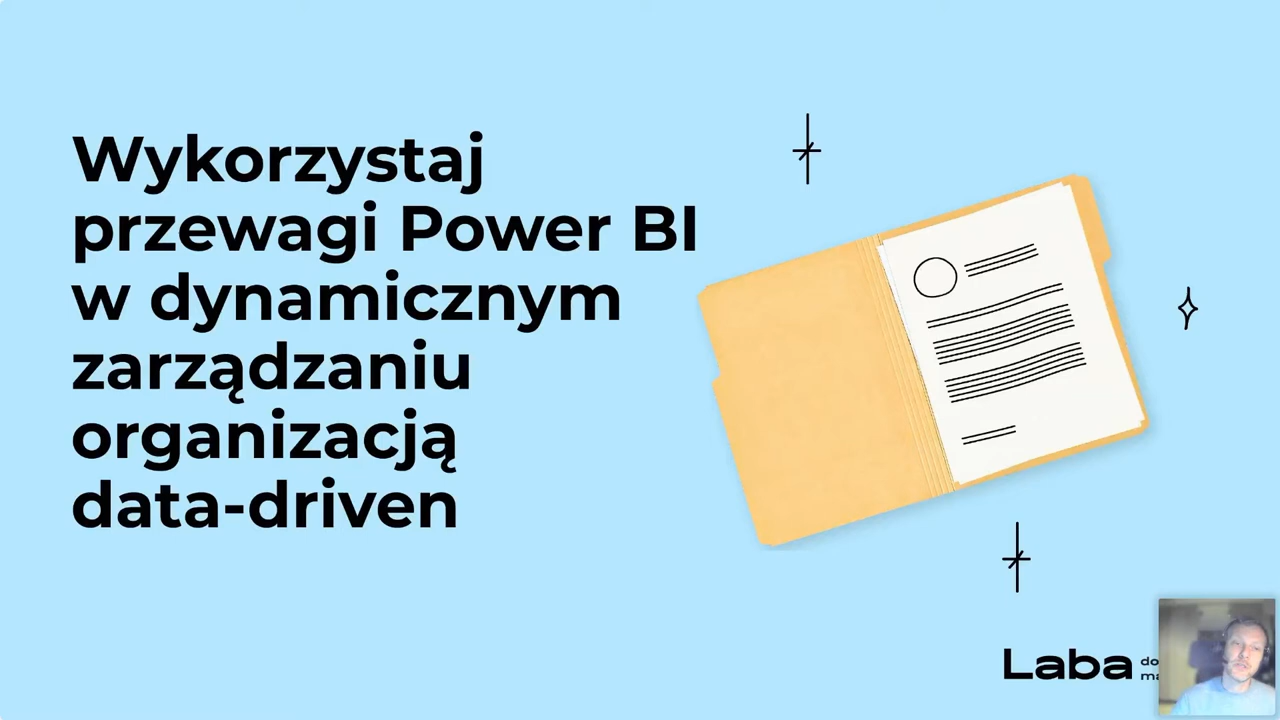 Wykorzystaj
przewagi Power BI
w dynamicznym
zarządzaniu
organizacją
data-driven
Laba